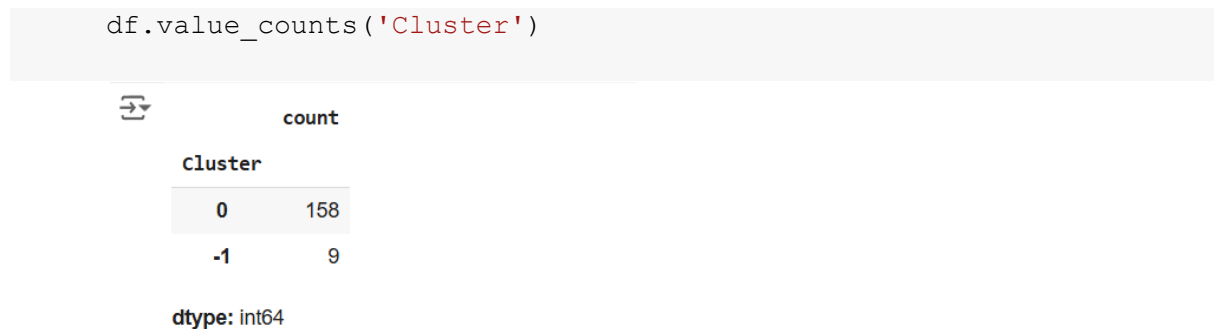 df.value_counts('Cluster')
count
Cluster
0 158
-1 9
dtype: int64